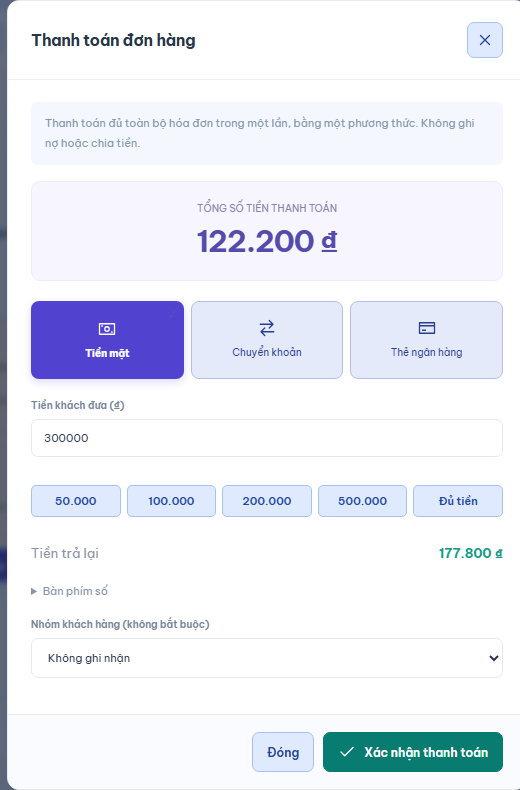 Thanh toán đơn hàng
Thanh toán đủ toàn bộ hóa đơn trong một lần, bằng một phương thức. Không ghi
nợ hoặc chia tiền.
TỔNG SỐ TIỀN THANH TOÁN
122.200 ₫
Tiền mặt
Chuyển khoản
Thẻ ngân hàng
Tiền khách đưa (₫)
300000
50.000
100.000
200.000
500.000
Đủ tiền
Tiền trả lại
177.800 ₫
Bàn phím số
Nhóm khách hàng (không bắt buộc)
Không ghi nhận
Đóng
Xác nhận thanh toán